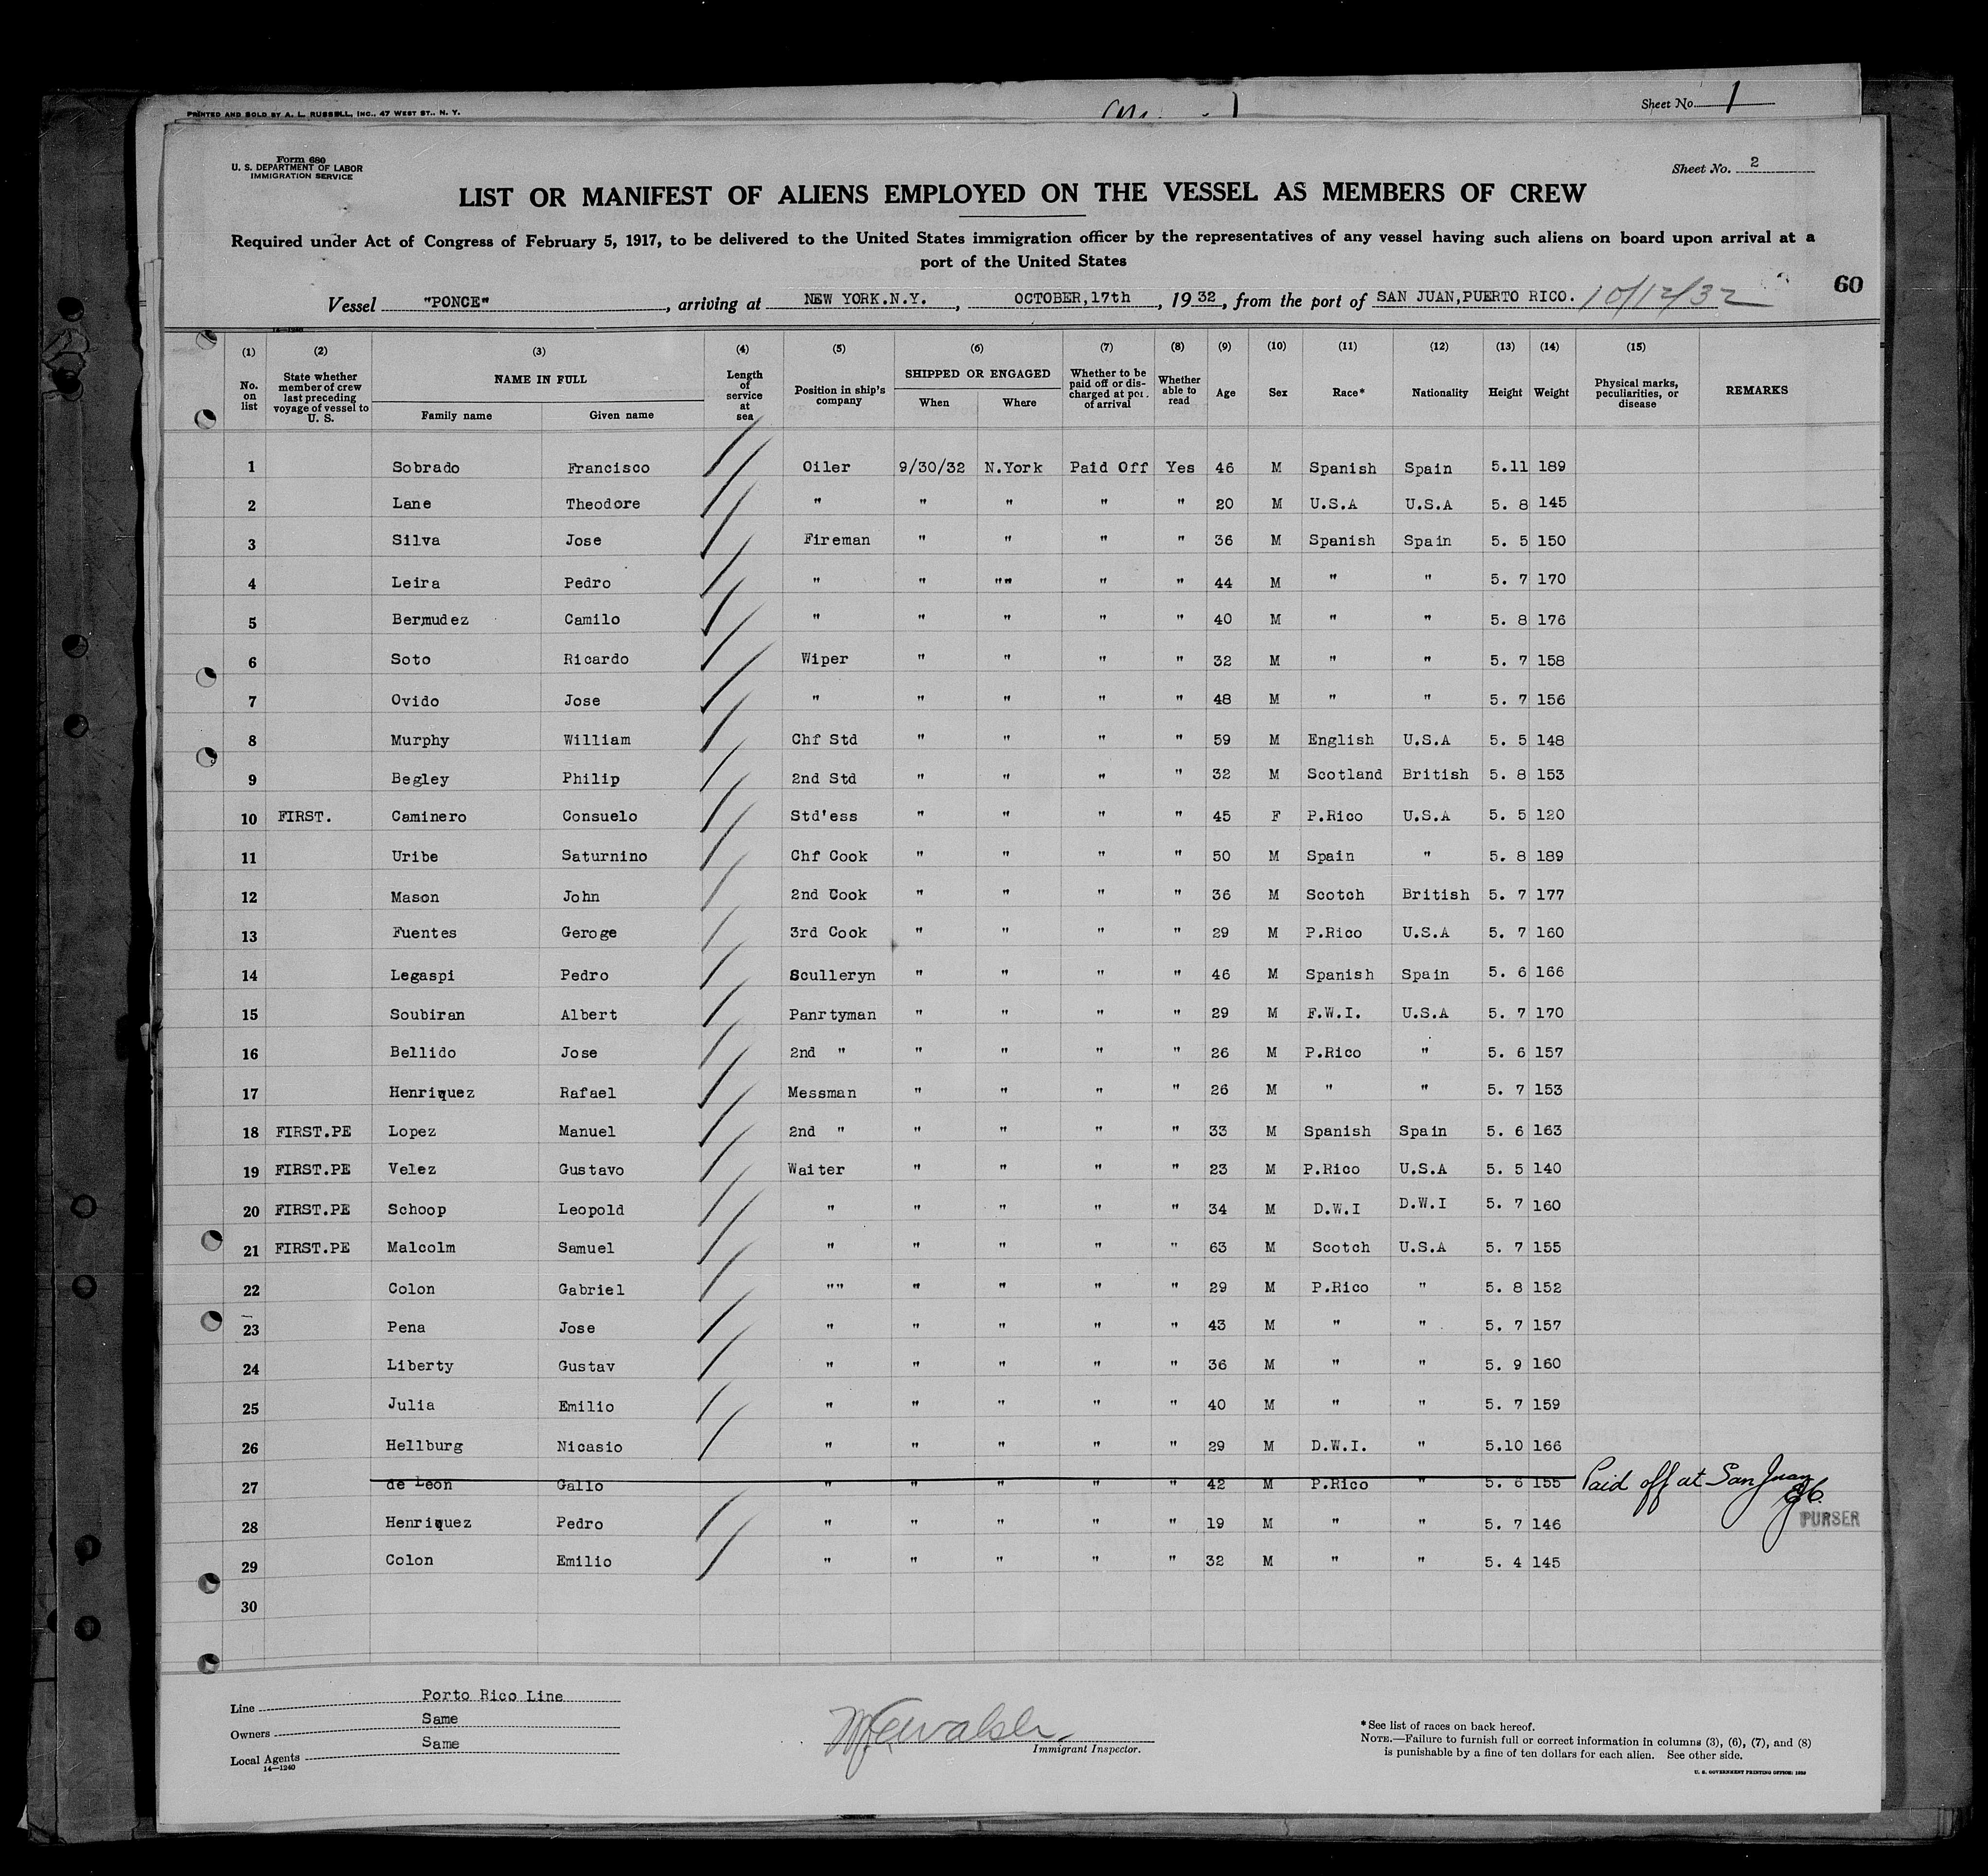 PRINTED AND SOLD BY A. L. RUSSELL, INC., 47 WEST ST., N. Y.
Sheet No. 1
Form 680
U. S. DEPARTMENT OF LABOR
IMMIGRATION SERVICE
Sheet No. 2
LIST OR MANIFEST OF ALIENS EMPLOYED ON THE VESSEL AS MEMBERS OF CREW
Required under Act of Congress of February 5, 1917, to be delivered to the United States immigration officer by the representatives of any vessel having such aliens on board upon arrival at a
port of the United States
60
Vessel "PONCE", arriving at NEW YORK.N.Y., OCTOBER,17th, 1932, from the port of SAN JUAN,PUERTO RICO. 10/12/32
14-1240
(1) (2) (3) (4) (5) (6) (7) (8) (9) (10) (11) (12) (13) (14) (15)
No. on list State whether member of crew last preceding voyage of vessel to U. S. NAME IN FULL Family name Given name Length of service at sea Position in ship's company SHIPPED OR ENGAGED When Where Whether to be paid off or discharged at port of arrival Whether able to read Age Sex Race* Nationality Height Weight Physical marks, peculiarities, or disease REMARKS
1 Sobrado Francisco Oiler 9/30/32 N.York Paid Off Yes 46 M Spanish Spain 5.11 189
2 Lane Theodore " " " " " 20 M U.S.A U.S.A 5. 8 145
3 Silva Jose Fireman " " " " 36 M Spanish Spain 5. 5 150
4 Leira Pedro " " "" " " 44 M " " 5. 7 170
5 Bermudez Camilo " " " " " 40 M " " 5. 8 176
6 Soto Ricardo Wiper " " " " 32 M " " 5. 7 158
7 Ovido Jose " " " " " 48 M " " 5. 7 156
8 Murphy William Chf Std " " " " 59 M English U.S.A 5. 5 148
9 Begley Philip 2nd Std " " " " 32 M Scotland British 5. 8 153
10 FIRST. Caminero Consuelo Std'ess " " " " 45 F P.Rico U.S.A 5. 5 120
11 Uribe Saturnino Chf Cook " " " " 50 M Spain " 5. 8 189
12 Mason John 2nd Cook " " " " 36 M Scotch British 5. 7 177
13 Fuentes Geroge 3rd Cook " " " " 29 M P.Rico U.S.A 5. 7 160
14 Legaspi Pedro Sculleryn " " " " 46 M Spanish Spain 5. 6 166
15 Soubiran Albert Panrtyman " " " " 29 M F.W.I. U.S.A 5. 7 170
16 Bellido Jose 2nd " " " " " 26 M P.Rico " 5. 6 157
17 Henriquez Rafael Messman " " " " 26 M " " 5. 7 153
18 FIRST.PE Lopez Manuel 2nd " " " " " 33 M Spanish Spain 5. 6 163
19 FIRST.PE Velez Gustavo Waiter " " " " 23 M P.Rico U.S.A 5. 5 140
20 FIRST.PE Schoop Leopold " " " " " 34 M D.W.I D.W.I 5. 7 160
21 FIRST.PE Malcolm Samuel " " " " " 63 M Scotch U.S.A 5. 7 155
22 Colon Gabriel "" " " " " 29 M P.Rico " 5. 8 152
23 Pena Jose " " " " " 43 M " " 5. 7 157
24 Liberty Gustav " " " " " 36 M " " 5. 9 160
25 Julia Emilio " " " " " 40 M " " 5. 7 159
26 Hellburg Nicasio " " " " " 29 M D.W.I. " 5.10 166
27 de Leon Gallo " " " " " 42 M P.Rico " 5. 6 155 Paid off at San Juan
PURSER
28 Henriquez Pedro " " " " " 19 M " " 5. 7 146
29 Colon Emilio " " " " " 32 M " " 5. 4 145
30
Line Porto Rico Line
Owners Same
Local Agents Same
14-1240
Immigrant Inspector.
*See list of races on back hereof.
NOTE.—Failure to furnish full or correct information in columns (3), (6), (7), and (8)
is punishable by a fine of ten dollars for each alien. See other side.